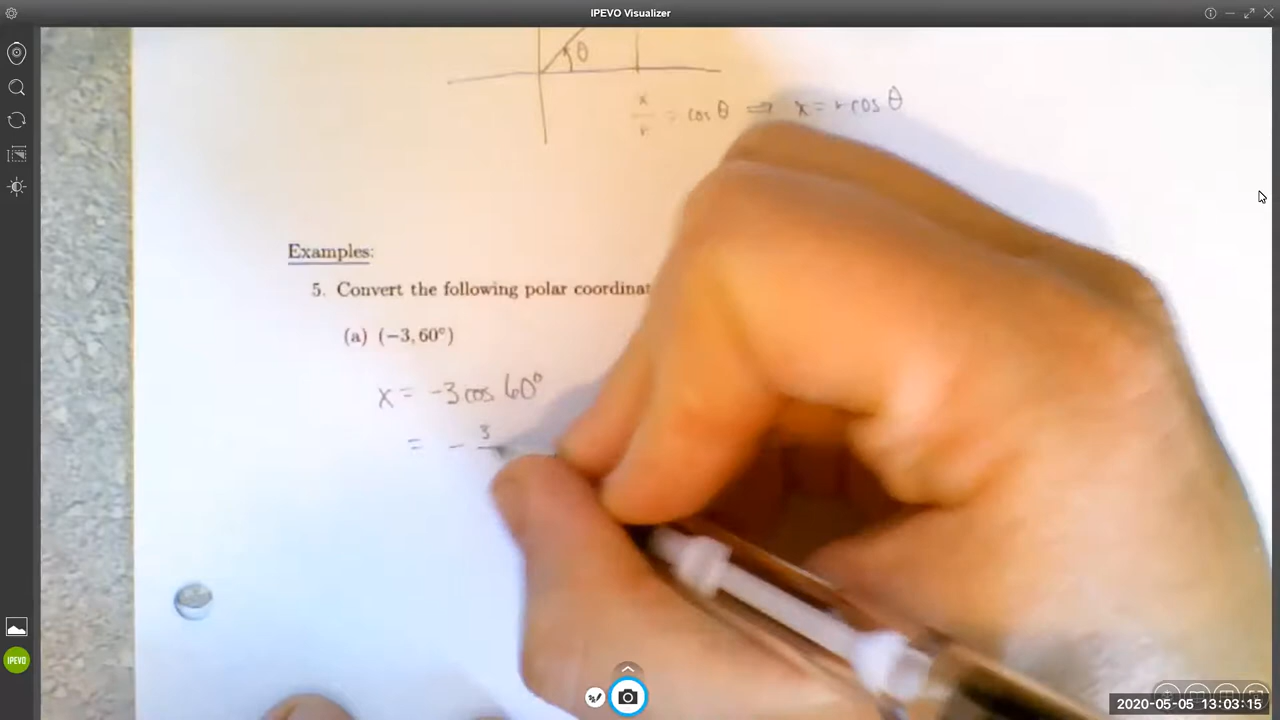 IPEVO Visualizer
θ
x/r = cos θ ⇒ x = r cos θ
Examples:
5. Convert the following polar
(a) (−3, 60°)
x = -3 cos 60°
= - 3
IPEVO
2020-05-05 13:03:15